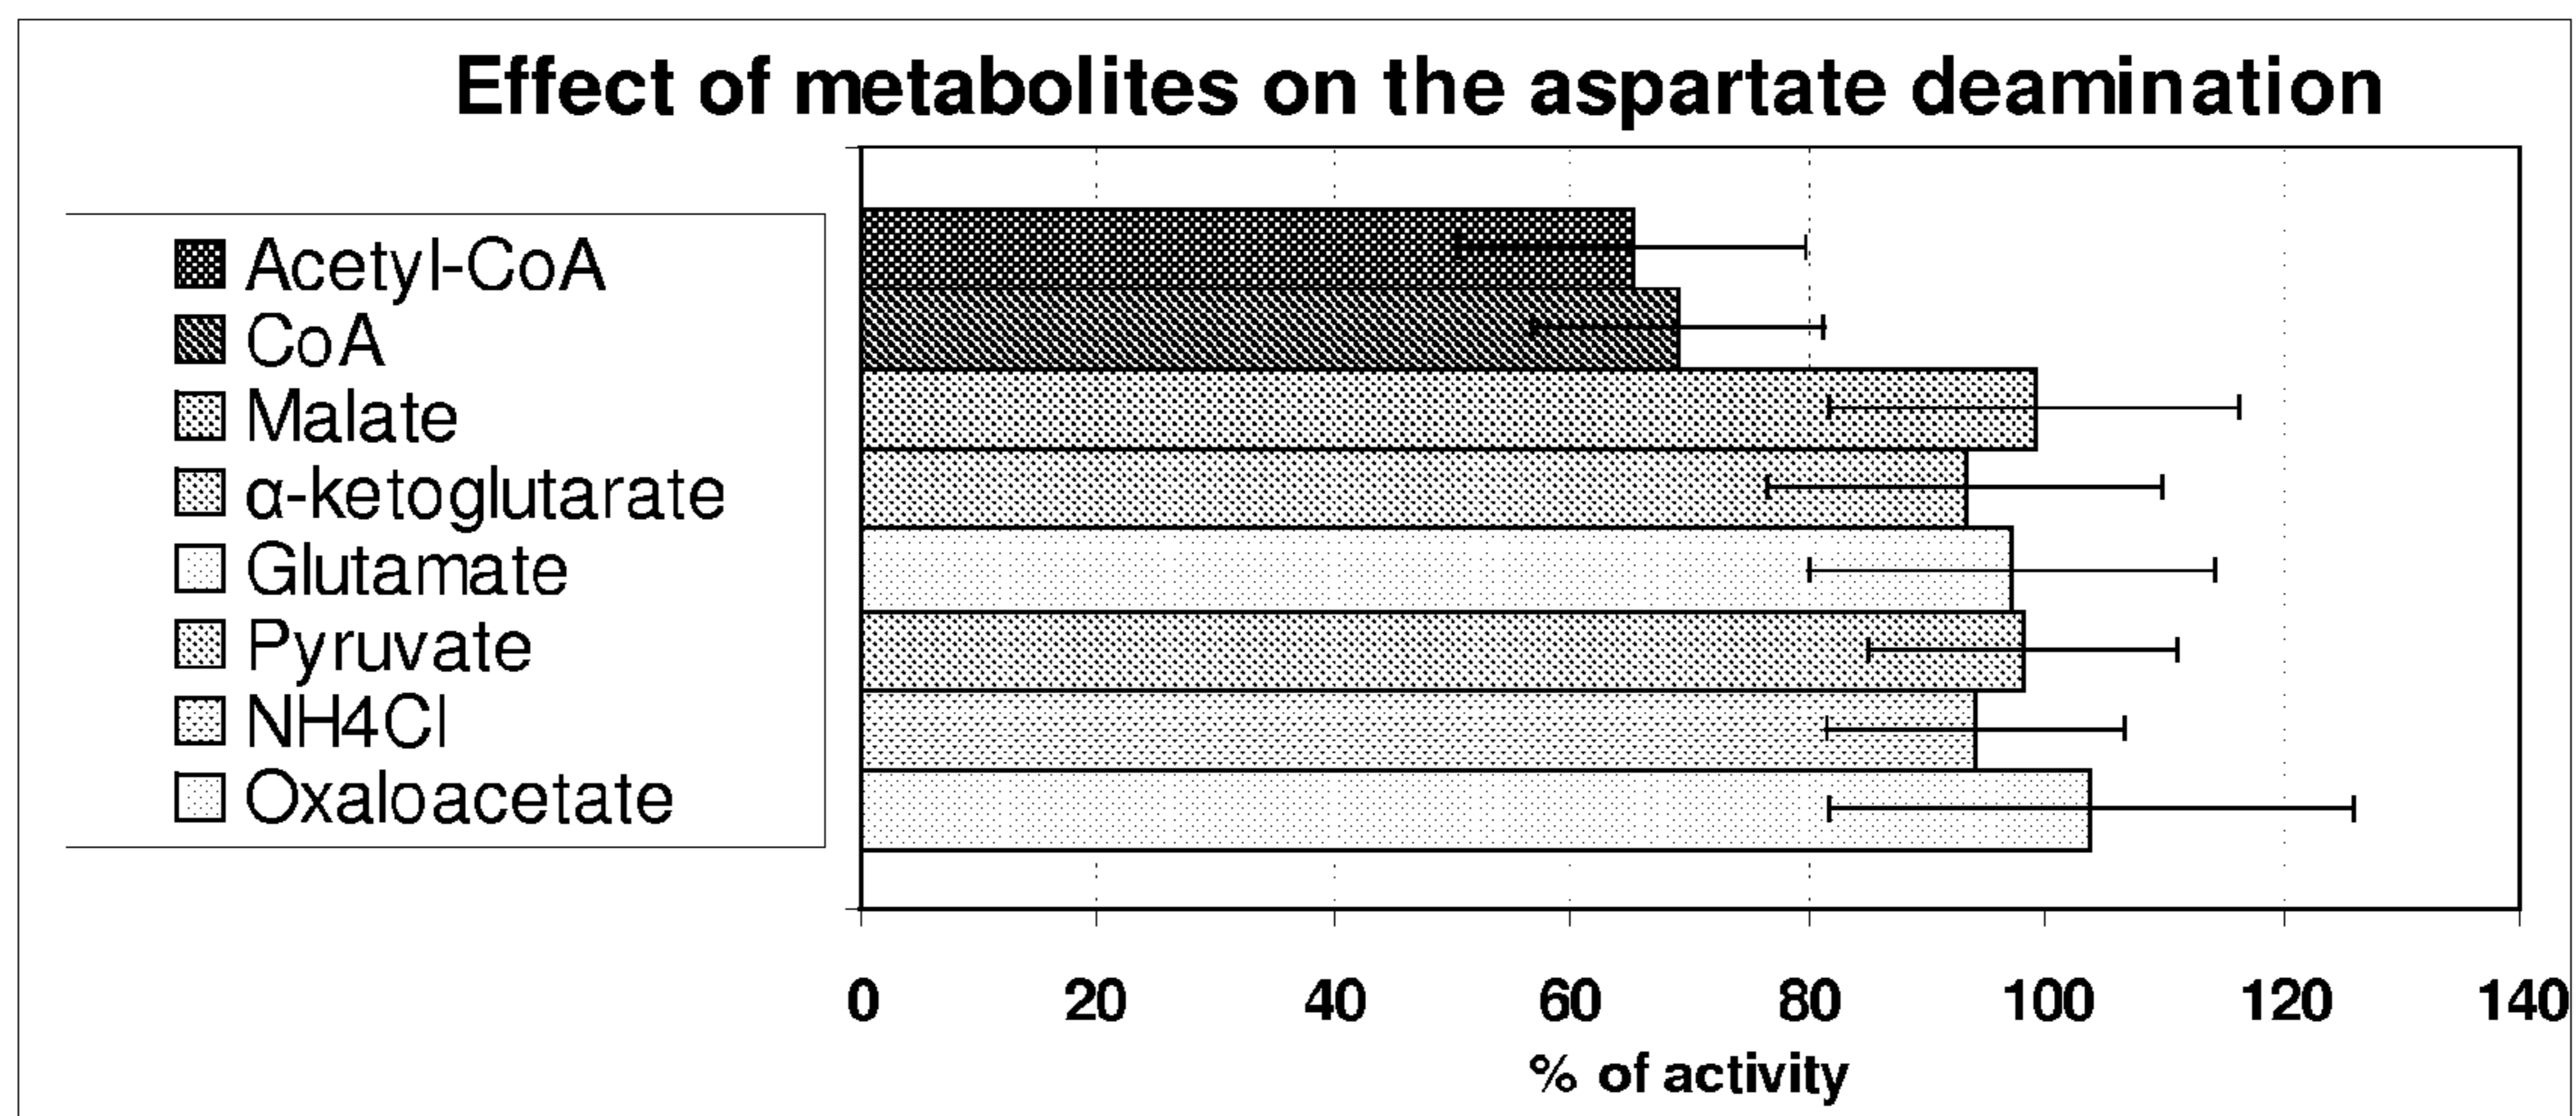 Effect of metabolites on the aspartate deamination
Acetyl-CoA
CoA
Malate
α-ketoglutarate
Glutamate
Pyruvate
NH4Cl
Oxaloacetate
0 20 40 60 80 100 120 140
% of activity